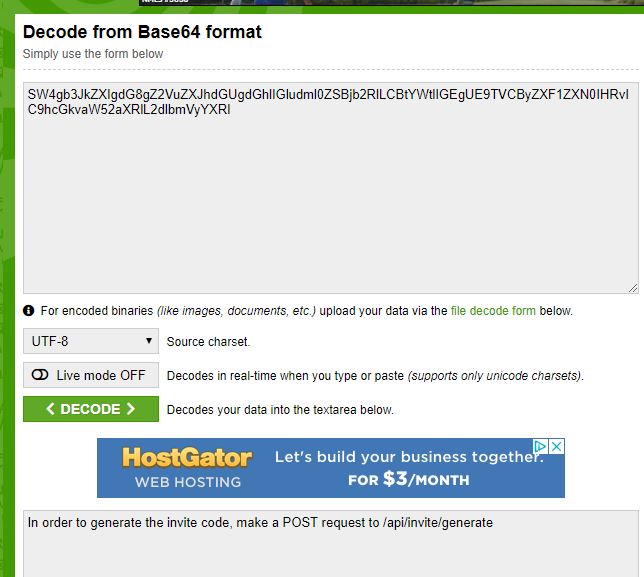 Decode from Base64 format
Simply use the form below
SW4gb3JkZXIgdG8gZ2VuZXJhdGUgdGhlIGludml0ZSBjb2RlLCBtYWtlIGEgUE9TVCByZXF1ZXN0IHRvI
C9hcGkvaW52aXRlL2dlbmVyYXRl
For encoded binaries (like images, documents, etc.) upload your data via the file decode form below.
UTF-8 Source charset.
Live mode OFF Decodes in real-time when you type or paste (supports only unicode charsets).
DECODE Decodes your data into the textarea below.
HostGator Let's build your business together.
WEB HOSTING FOR $3/MONTH
In order to generate the invite code, make a POST request to /api/invite/generate